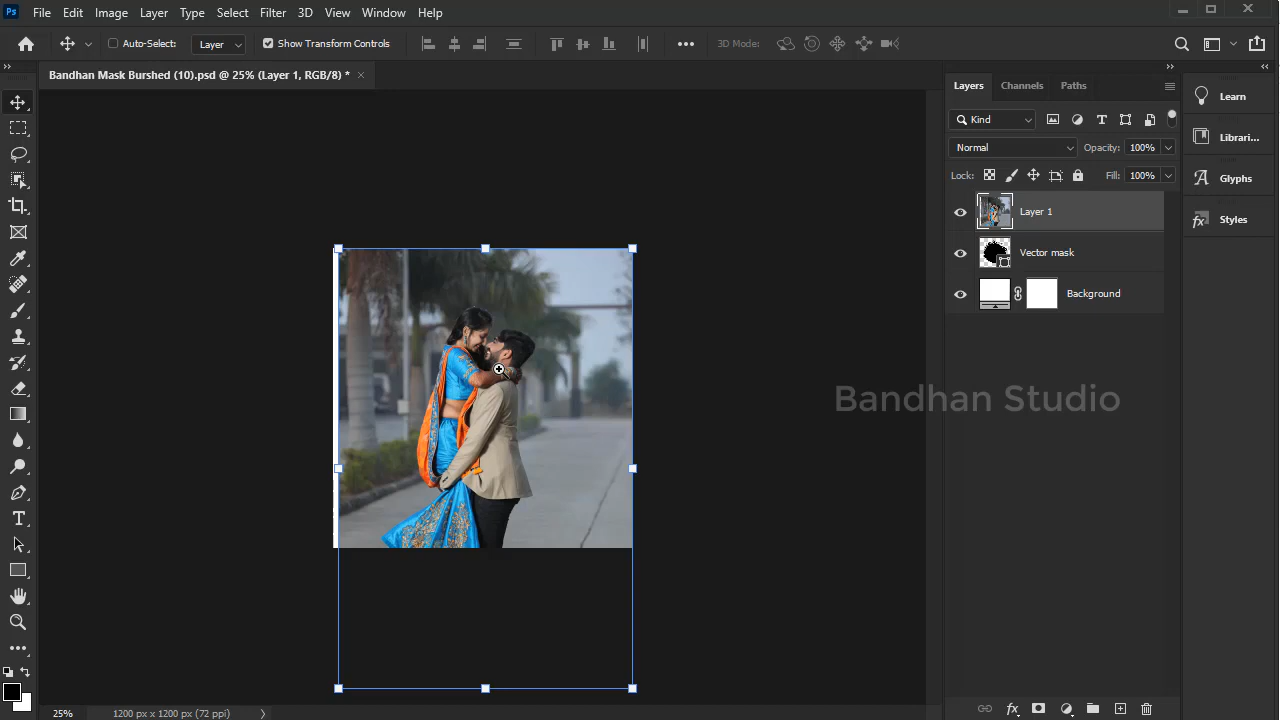 Ps File Edit Image Layer Type Select Filter 3D View Window Help
Auto-Select: Layer Show Transform Controls 3D Mode:
Bandhan Mask Burshed (10).psd @ 25% (Layer 1, RGB/8) *
Layers Channels Paths
Learn
Kind
Librari...
Normal Opacity: 100%
Lock: Fill: 100%
Glyphs
Layer 1
Styles
Vector mask
Background
Bandhan Studio
25% 1200 px x 1200 px (72 ppi)